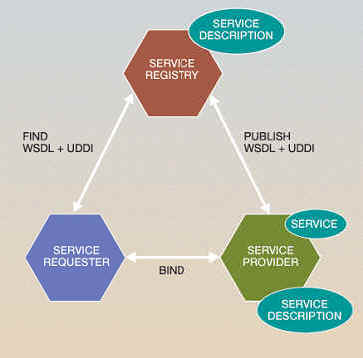 SERVICE
DESCRIPTION
SERVICE
REGISTRY
FIND
WSDL + UDDI
PUBLISH
WSDL + UDDI
SERVICE
SERVICE
REQUESTER
BIND
SERVICE
PROVIDER
SERVICE
DESCRIPTION